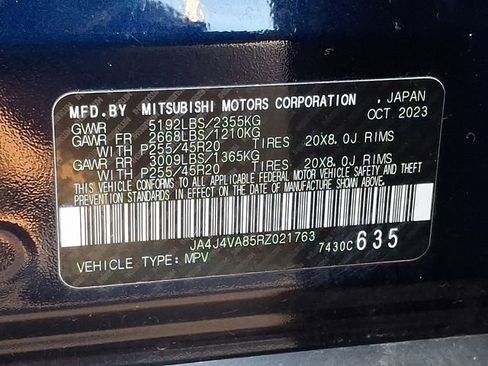 MFD.BY MITSUBISHI MOTORS CORPORATION , JAPAN
GVWR 5192LBS/2355KG OCT 2023
GAWR FR 2668LBS/1210KG
WITH P255/45R20 TIRES 20X8.0J RIMS
GAWR RR 3009LBS/1365KG
WITH P255/45R20 TIRES 20X8.0J RIMS
THIS VEHICLE CONFORMS TO ALL APPLICABLE FEDERAL
MOTOR VEHICLE SAFETY, BUMPER, AND THEFT
PREVENTION STANDARDS IN EFFECT ON THE DATE OF
MANUFACTURE SHOWN ABOVE.
JA4J4VA85RZ021763 7430C 635
VEHICLE TYPE: MPV